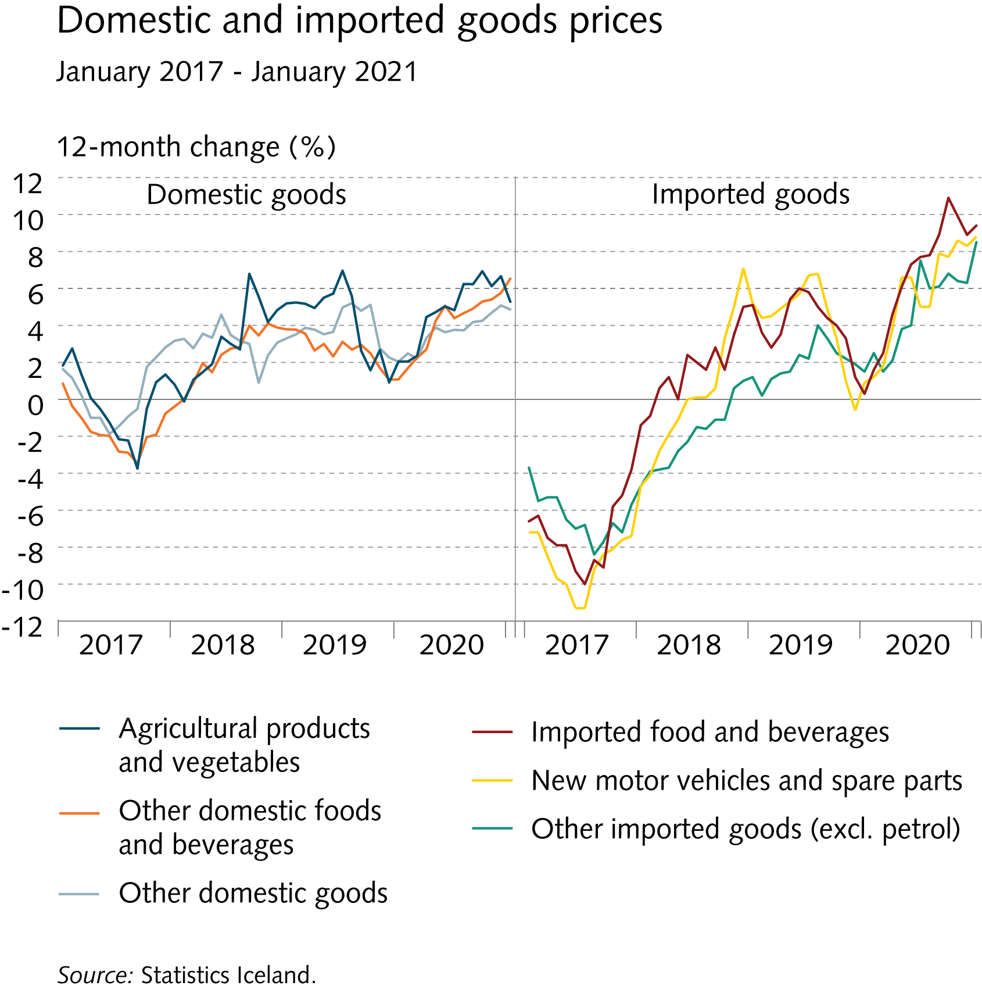 Domestic and imported goods prices
January 2017 - January 2021
12-month change (%)
Domestic goods
Imported goods
12
10
8
6
4
2
0
-2
-4
-6
-8
-10
-12
2017 2018 2019 2020 2017 2018 2019 2020
Agricultural products
and vegetables
Other domestic foods
and beverages
Other domestic goods
Imported food and beverages
New motor vehicles and spare parts
Other imported goods (excl. petrol)
Source: Statistics Iceland.